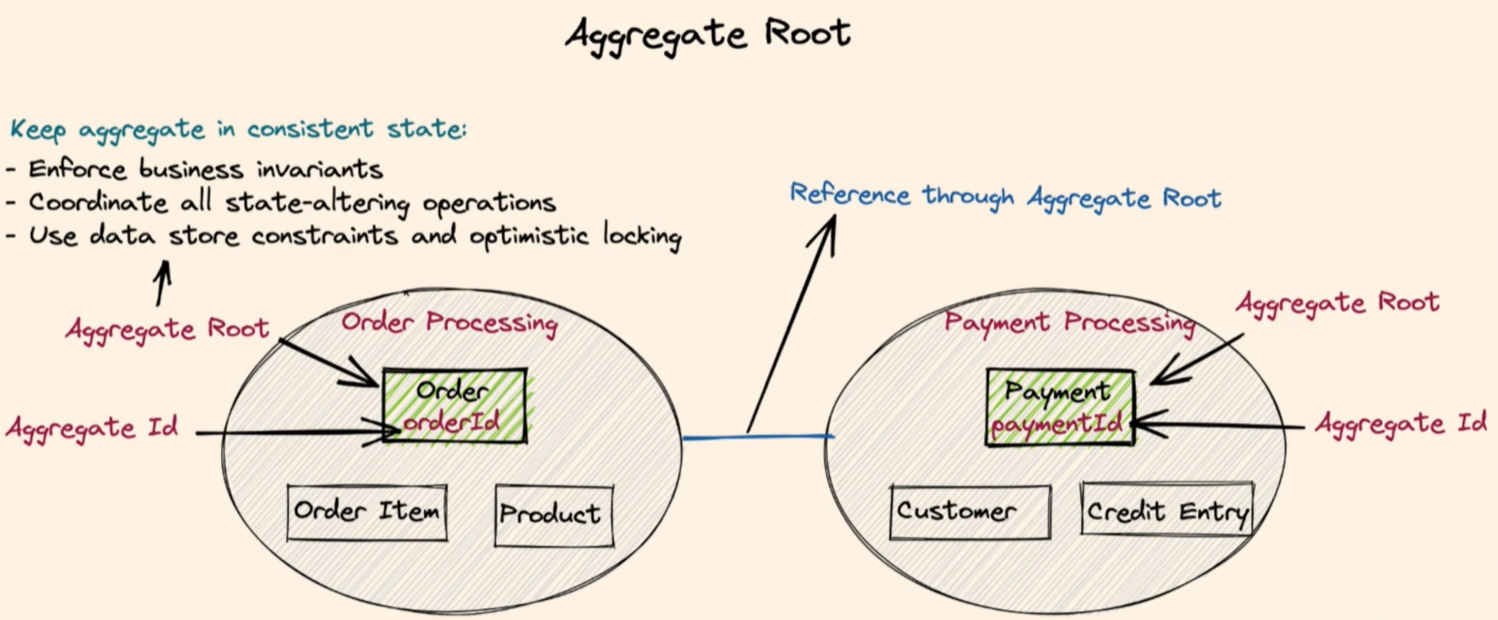 Aggregate Root
Keep aggregate in consistent state:
- Enforce business invariants
- Coordinate all state-altering operations
- Use data store constraints and optimistic locking
Reference through Aggregate Root
Aggregate Root
Order Processing
Order
orderId
Aggregate Id
Order Item
Product
Payment Processing
Aggregate Root
Payment
paymentId
Aggregate Id
Customer
Credit Entry